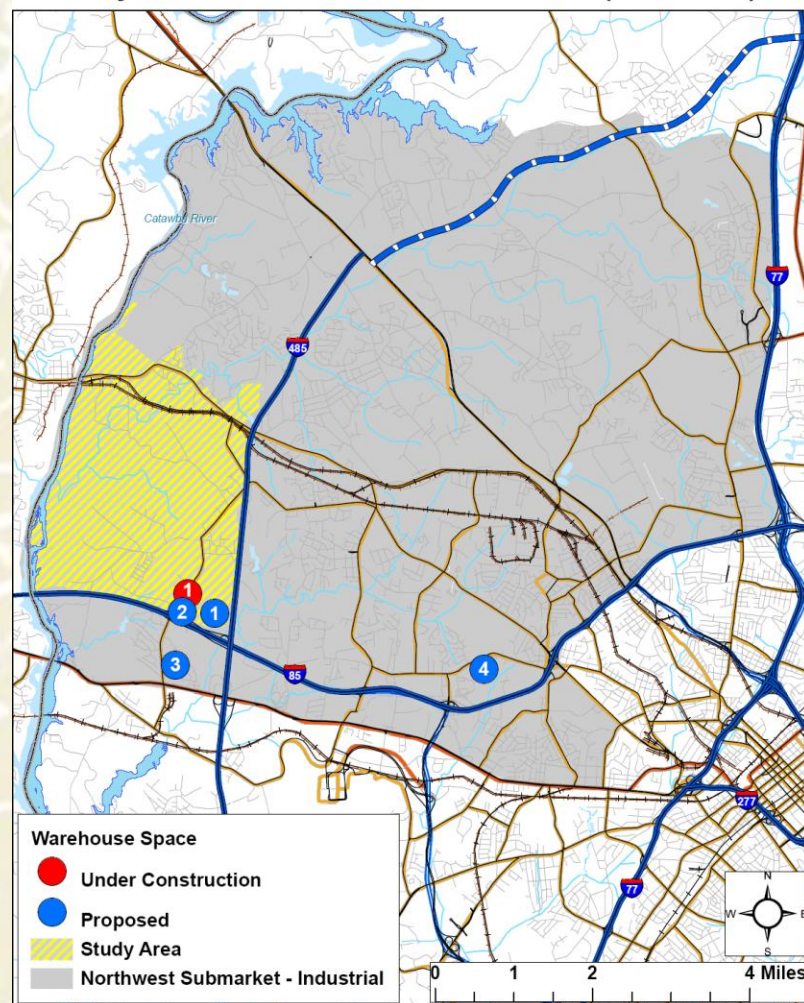 Catawba River
77
485
1
2
1
3
4
85
277
77
Warehouse Space
Under Construction
Proposed
Study Area
Northwest Submarket - Industrial
N
W E
S
0 1 2 4 Miles